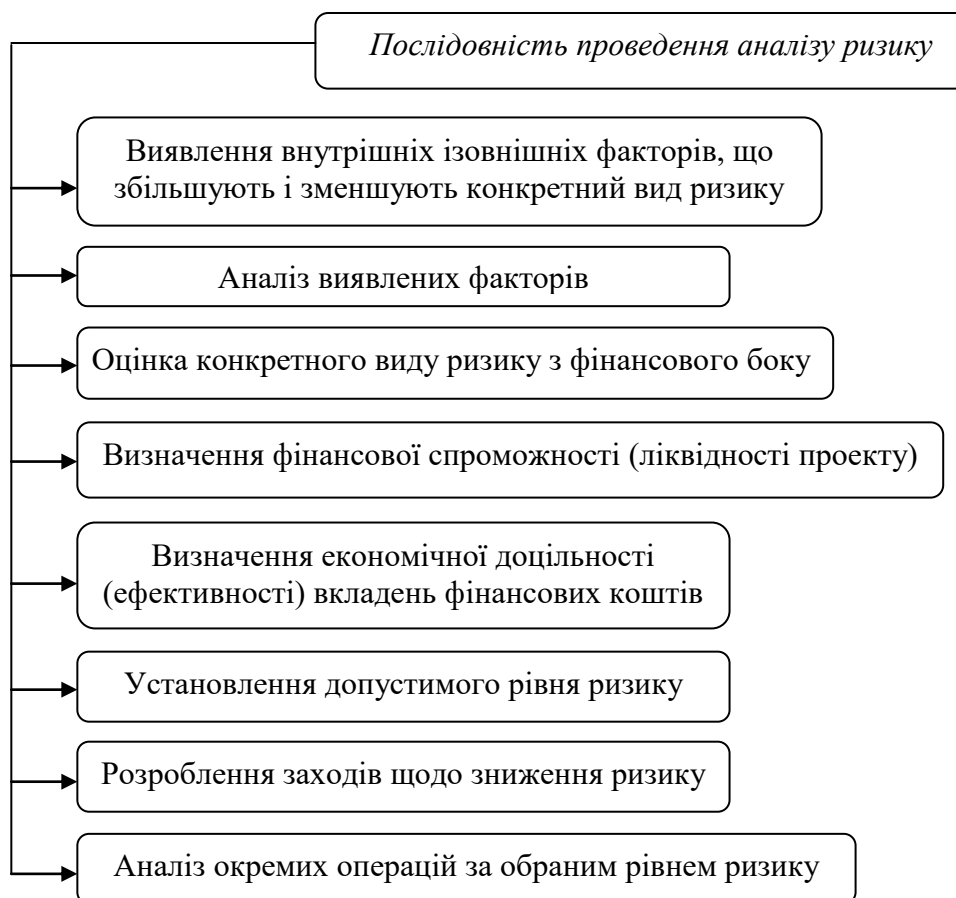 Послідовність проведення аналізу ризику
Виявлення внутрішніх ізовнішніх факторів, що
збільшують і зменшують конкретний вид ризику
Аналіз виявлених факторів
Оцінка конкретного виду ризику з фінансового боку
Визначення фінансової спроможності (ліквідності проекту)
Визначення економічної доцільності
(ефективності) вкладень фінансових коштів
Установлення допустимого рівня ризику
Розроблення заходів щодо зниження ризику
Аналіз окремих операцій за обраним рівнем ризику